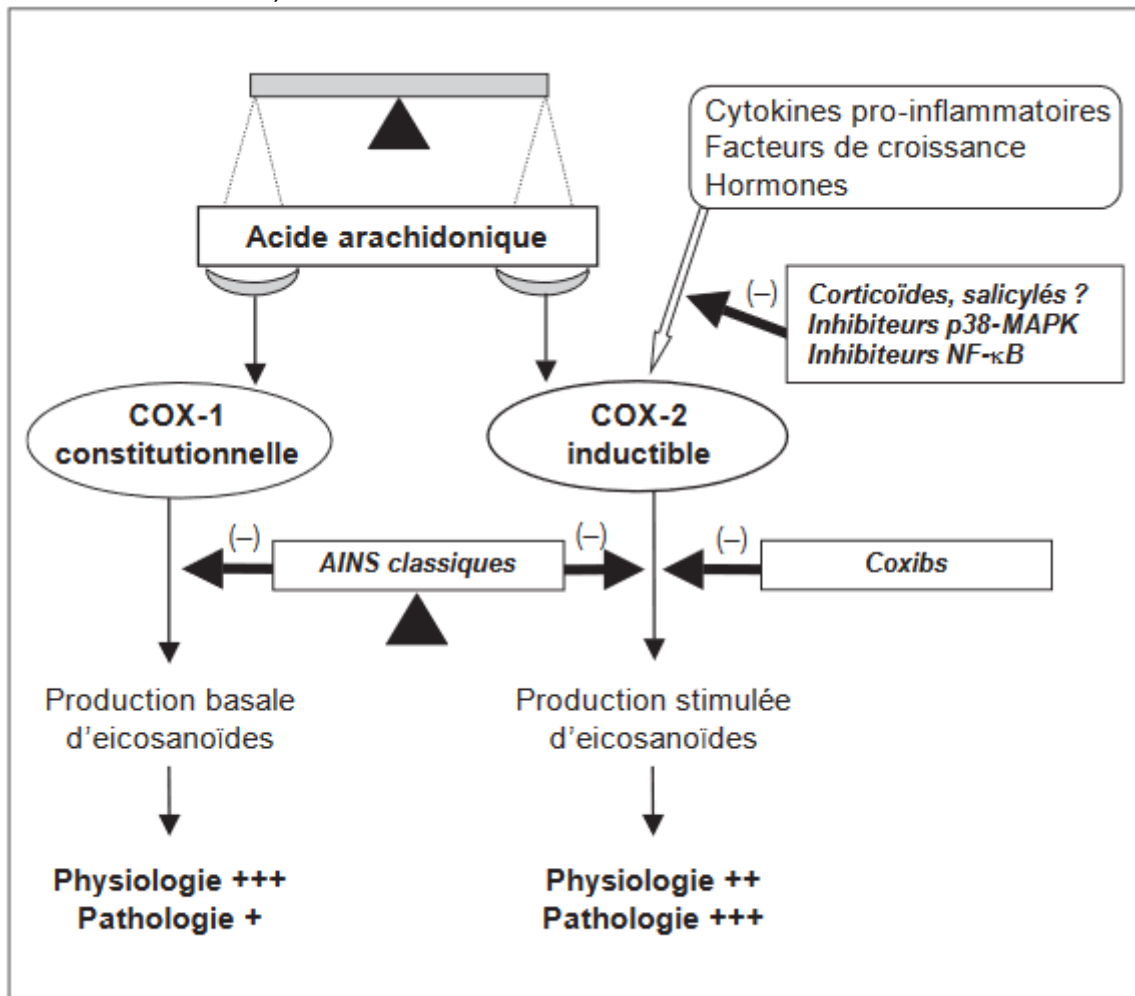 Cytokines pro-inflammatoires
Facteurs de croissance
Hormones
Acide arachidonique
(–)
Corticoïdes, salicylés ?
Inhibiteurs p38-MAPK
Inhibiteurs NF-κB
COX-1
constitutionnelle
COX-2
inductible
(–)
AINS classiques
(–)
(–)
Coxibs
Production basale
d’eicosanoïdes
Production stimulée
d’eicosanoïdes
Physiologie +++
Pathologie +
Physiologie ++
Pathologie +++